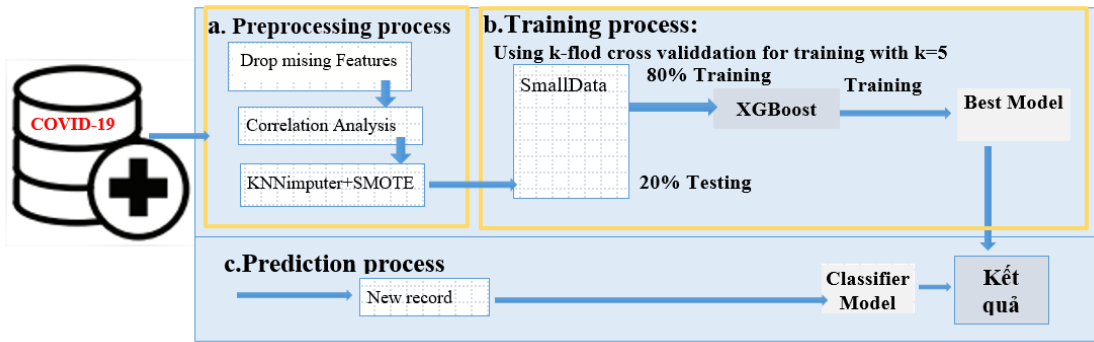 a. Preprocessing process
Drop mising Features
Correlation Analysis
KNNimputer+SMOTE
COVID-19
b.Training process:
Using k-flod cross validdation for training with k=5
SmallData
80% Training
XGBoost
Training
Best Model
20% Testing
c.Prediction process
New record
Classifier
Model
Kết
quả